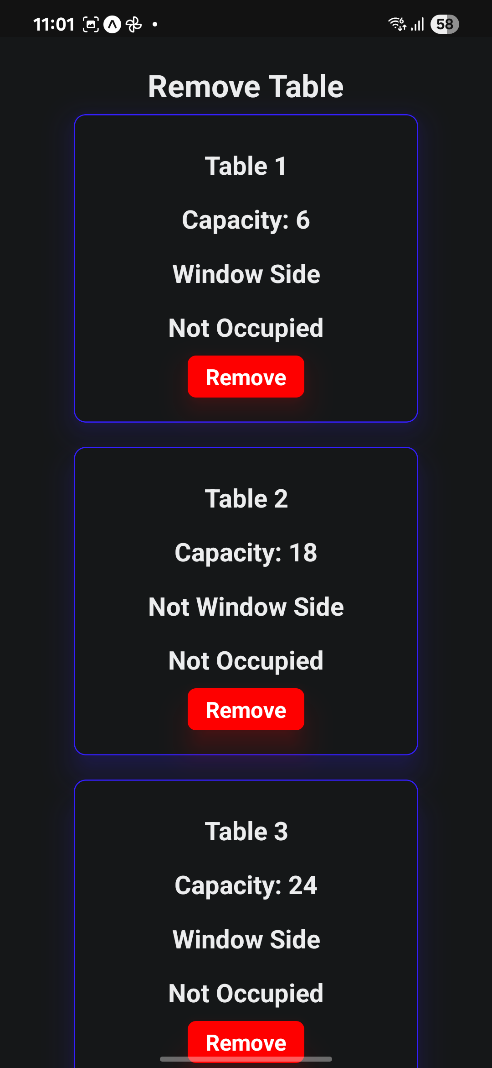 11:01
58
Remove Table
Table 1
Capacity: 6
Window Side
Not Occupied
Remove
Table 2
Capacity: 18
Not Window Side
Not Occupied
Remove
Table 3
Capacity: 24
Window Side
Not Occupied
Remove